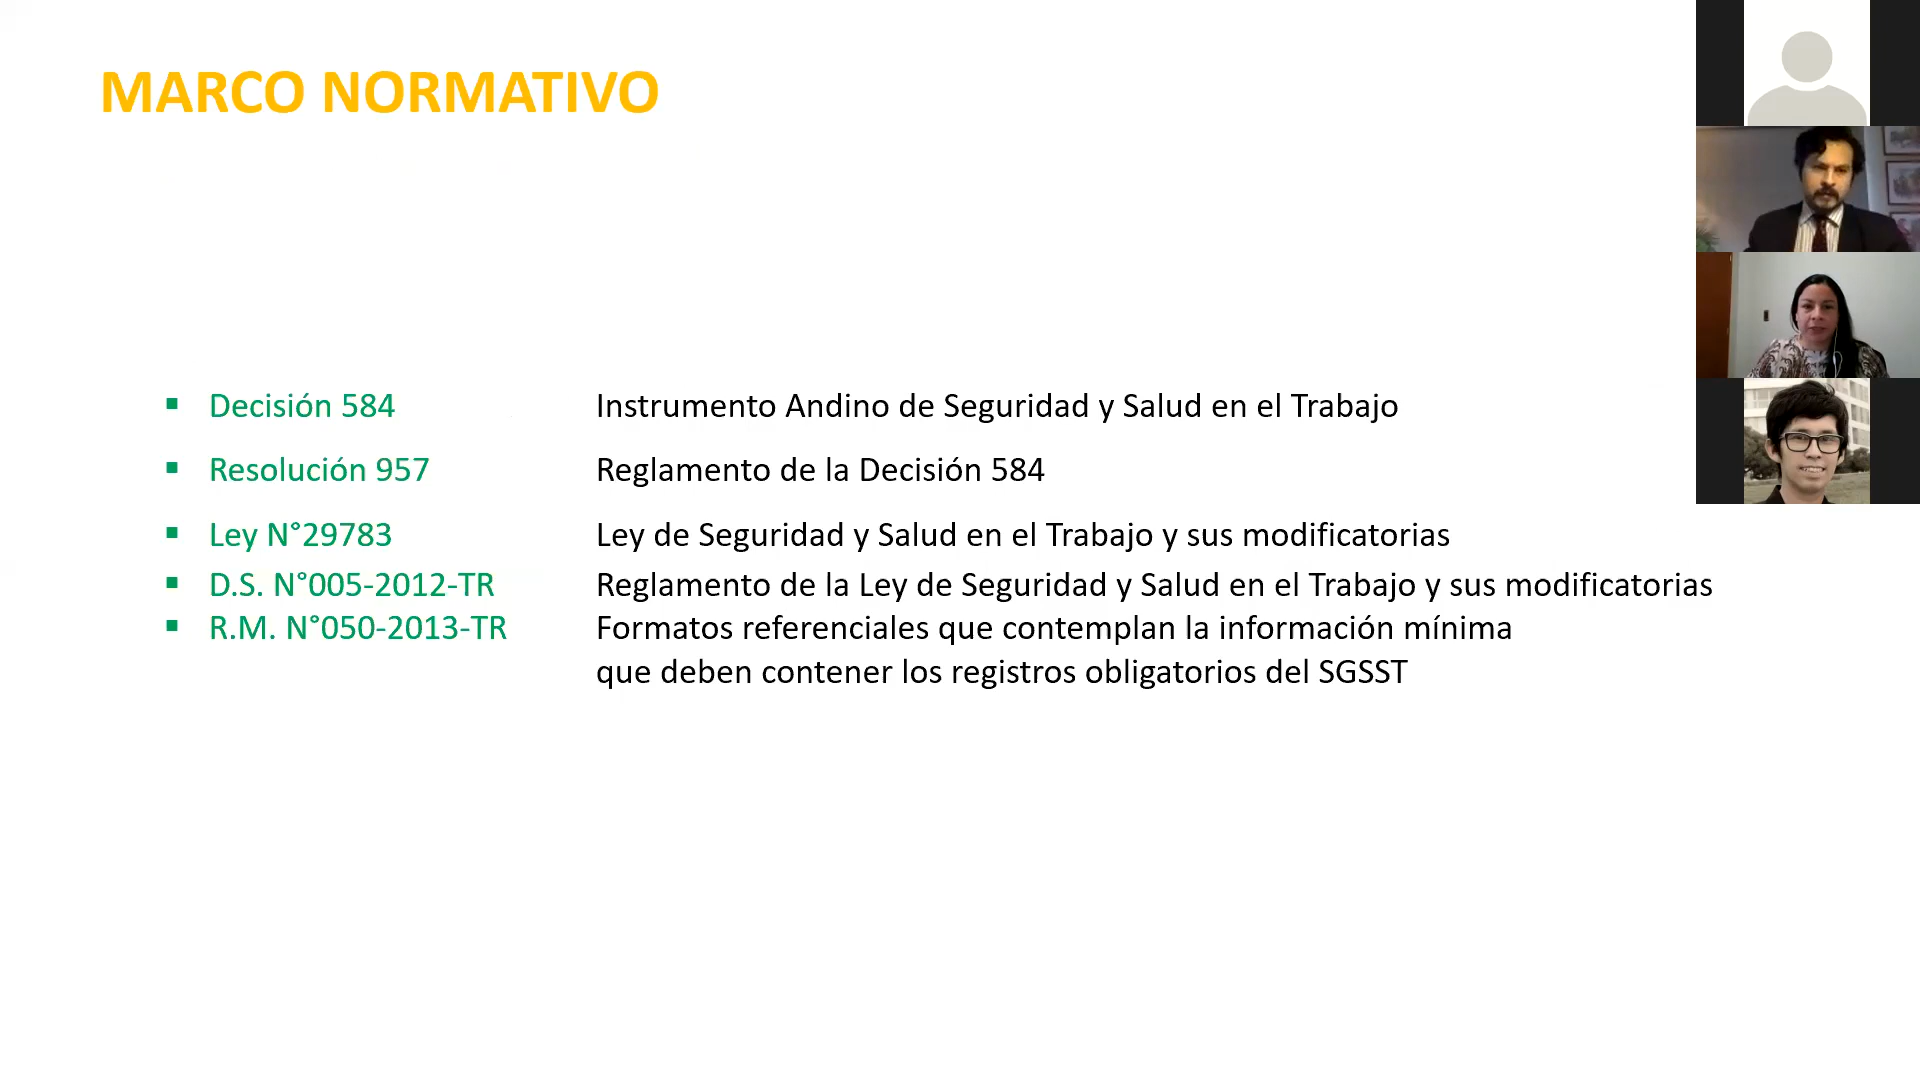 MARCO NORMATIVO
▪ Decisión 584 Instrumento Andino de Seguridad y Salud en el Trabajo
▪ Resolución 957 Reglamento de la Decisión 584
▪ Ley N°29783 Ley de Seguridad y Salud en el Trabajo y sus modificatorias
▪ D.S. N°005-2012-TR Reglamento de la Ley de Seguridad y Salud en el Trabajo y sus modificatorias
▪ R.M. N°050-2013-TR Formatos referenciales que contemplan la información mínima
que deben contener los registros obligatorios del SGSST